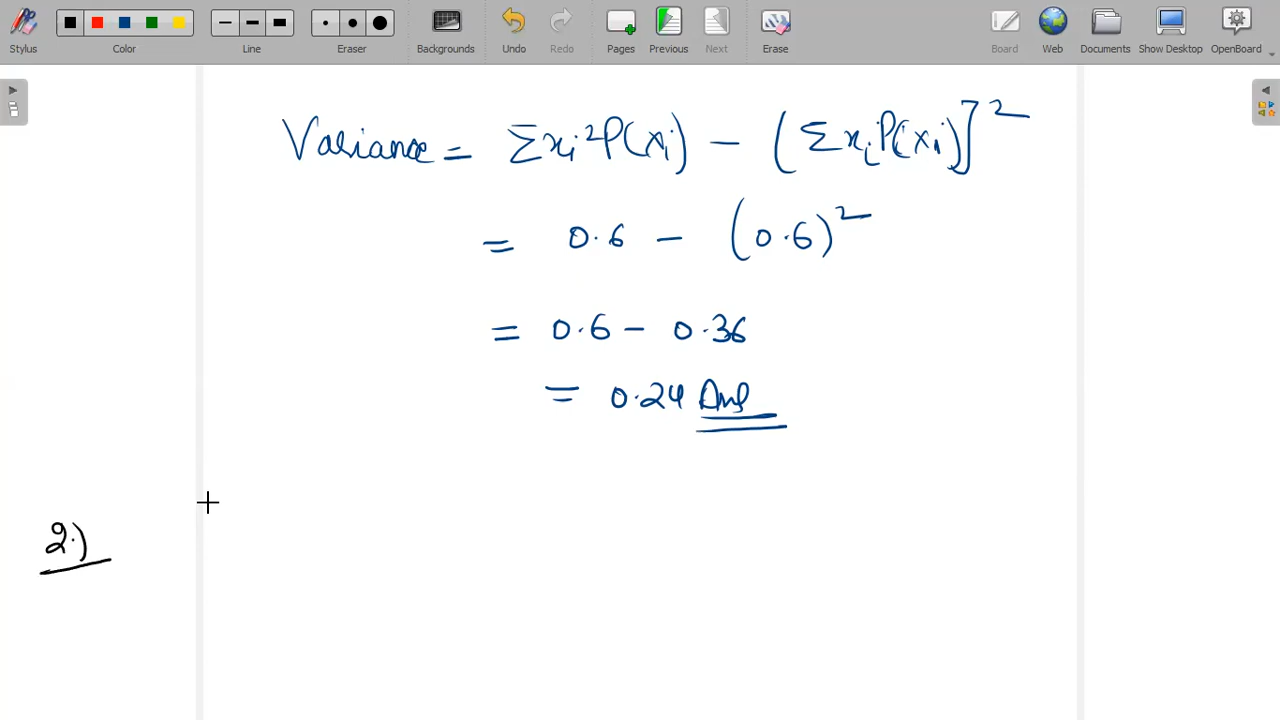 Stylus Color Line Eraser Backgrounds Undo Redo Pages Previous Next Erase Board Web Documents Show Desktop OpenBoard
Variance = Σxi²P(xi) - (Σxi P(xi)]²
= 0.6 - (0.6)²
= 0.6 - 0.36
= 0.24 Ans
2.)